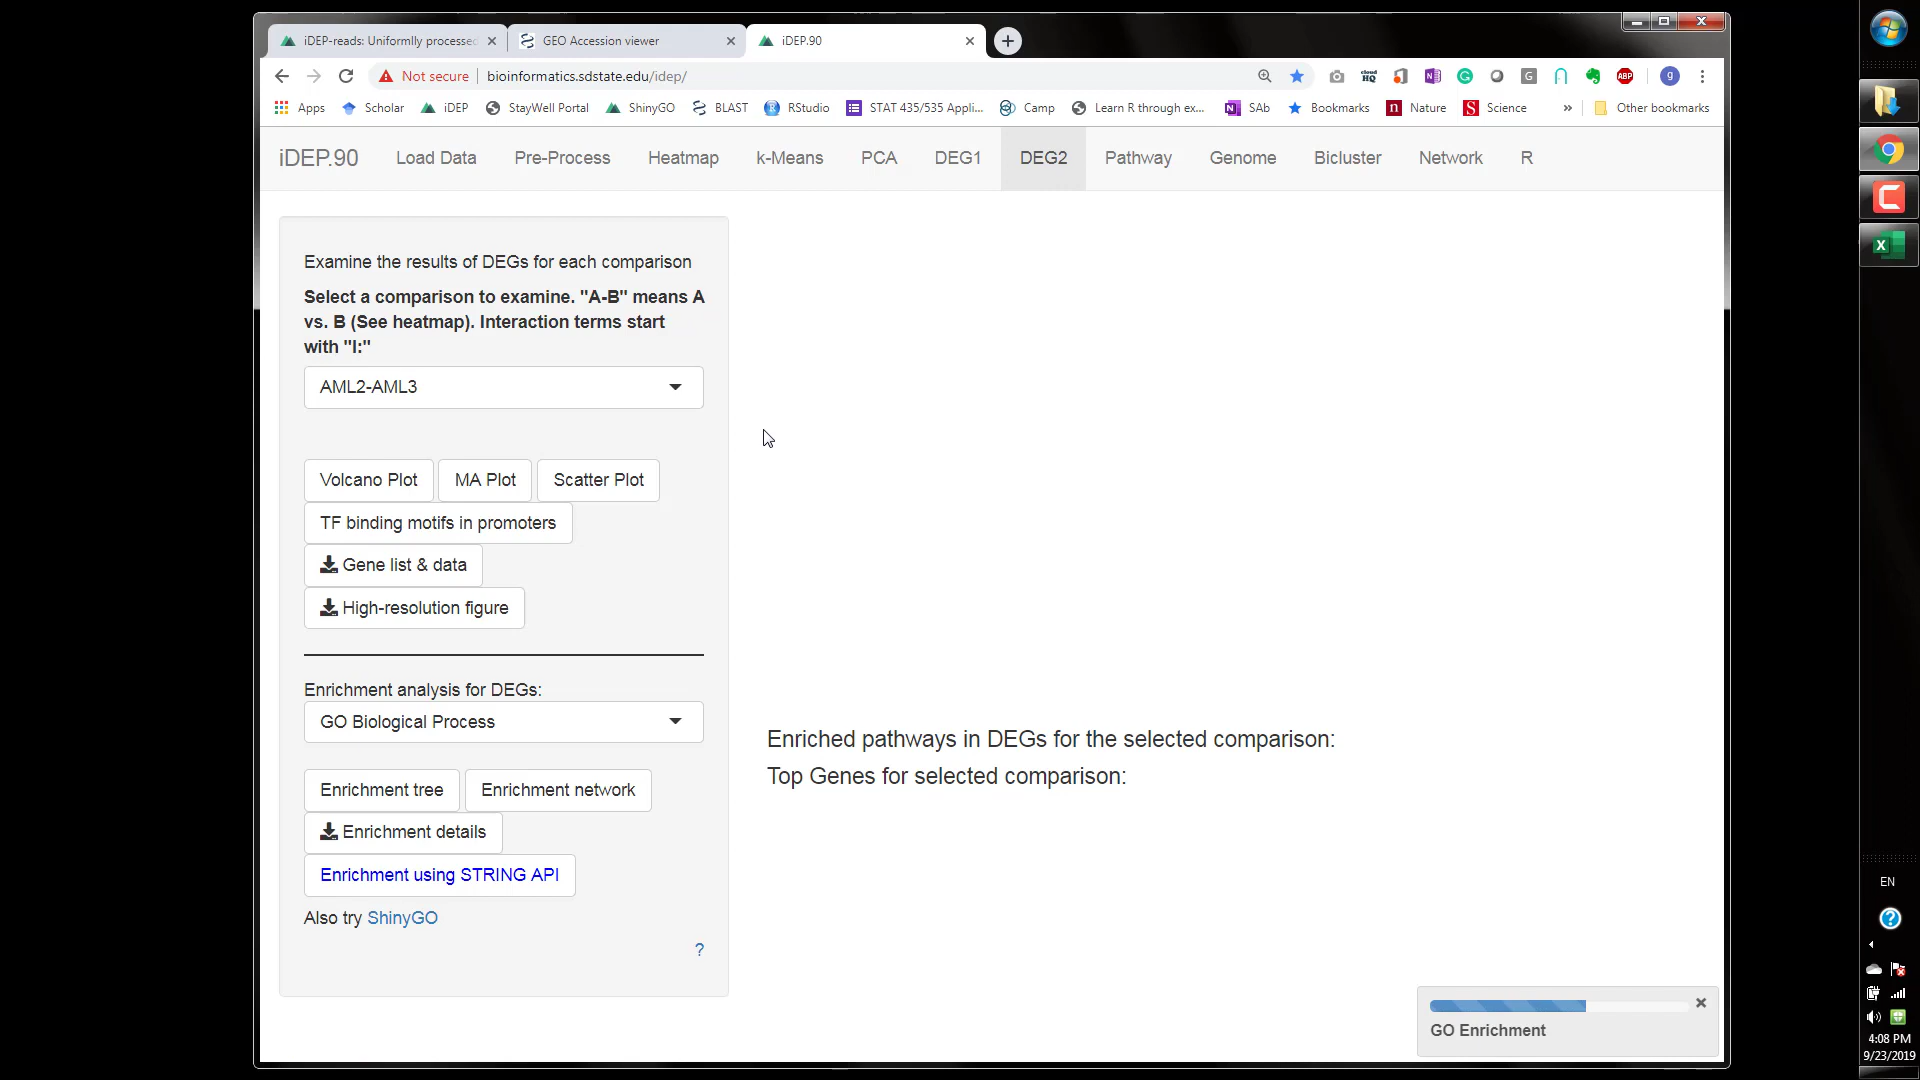 iDEP-reads: Uniformlly processed
GEO Accession viewer
iDEP.90
Not secure
bioinformatics.sdstate.edu/idep/
Apps
Scholar
iDEP
StayWell Portal
ShinyGO
BLAST
RStudio
STAT 435/535 Appli...
Camp
Learn R through ex...
SAb
Bookmarks
Nature
Science
»
Other bookmarks
iDEP.90
Load Data
Pre-Process
Heatmap
k-Means
PCA
DEG1
DEG2
Pathway
Genome
Bicluster
Network
R
Examine the results of DEGs for each comparison
Select a comparison to examine. "A-B" means A
vs. B (See heatmap). Interaction terms start
with "I:"
AML2-AML3
Volcano Plot
MA Plot
Scatter Plot
TF binding motifs in promoters
Gene list & data
High-resolution figure
Enrichment analysis for DEGs:
GO Biological Process
Enrichment tree
Enrichment network
Enrichment details
Enrichment using STRING API
Also try ShinyGO
?
Enriched pathways in DEGs for the selected comparison:
Top Genes for selected comparison:
GO Enrichment
EN
4:08 PM
9/23/2019